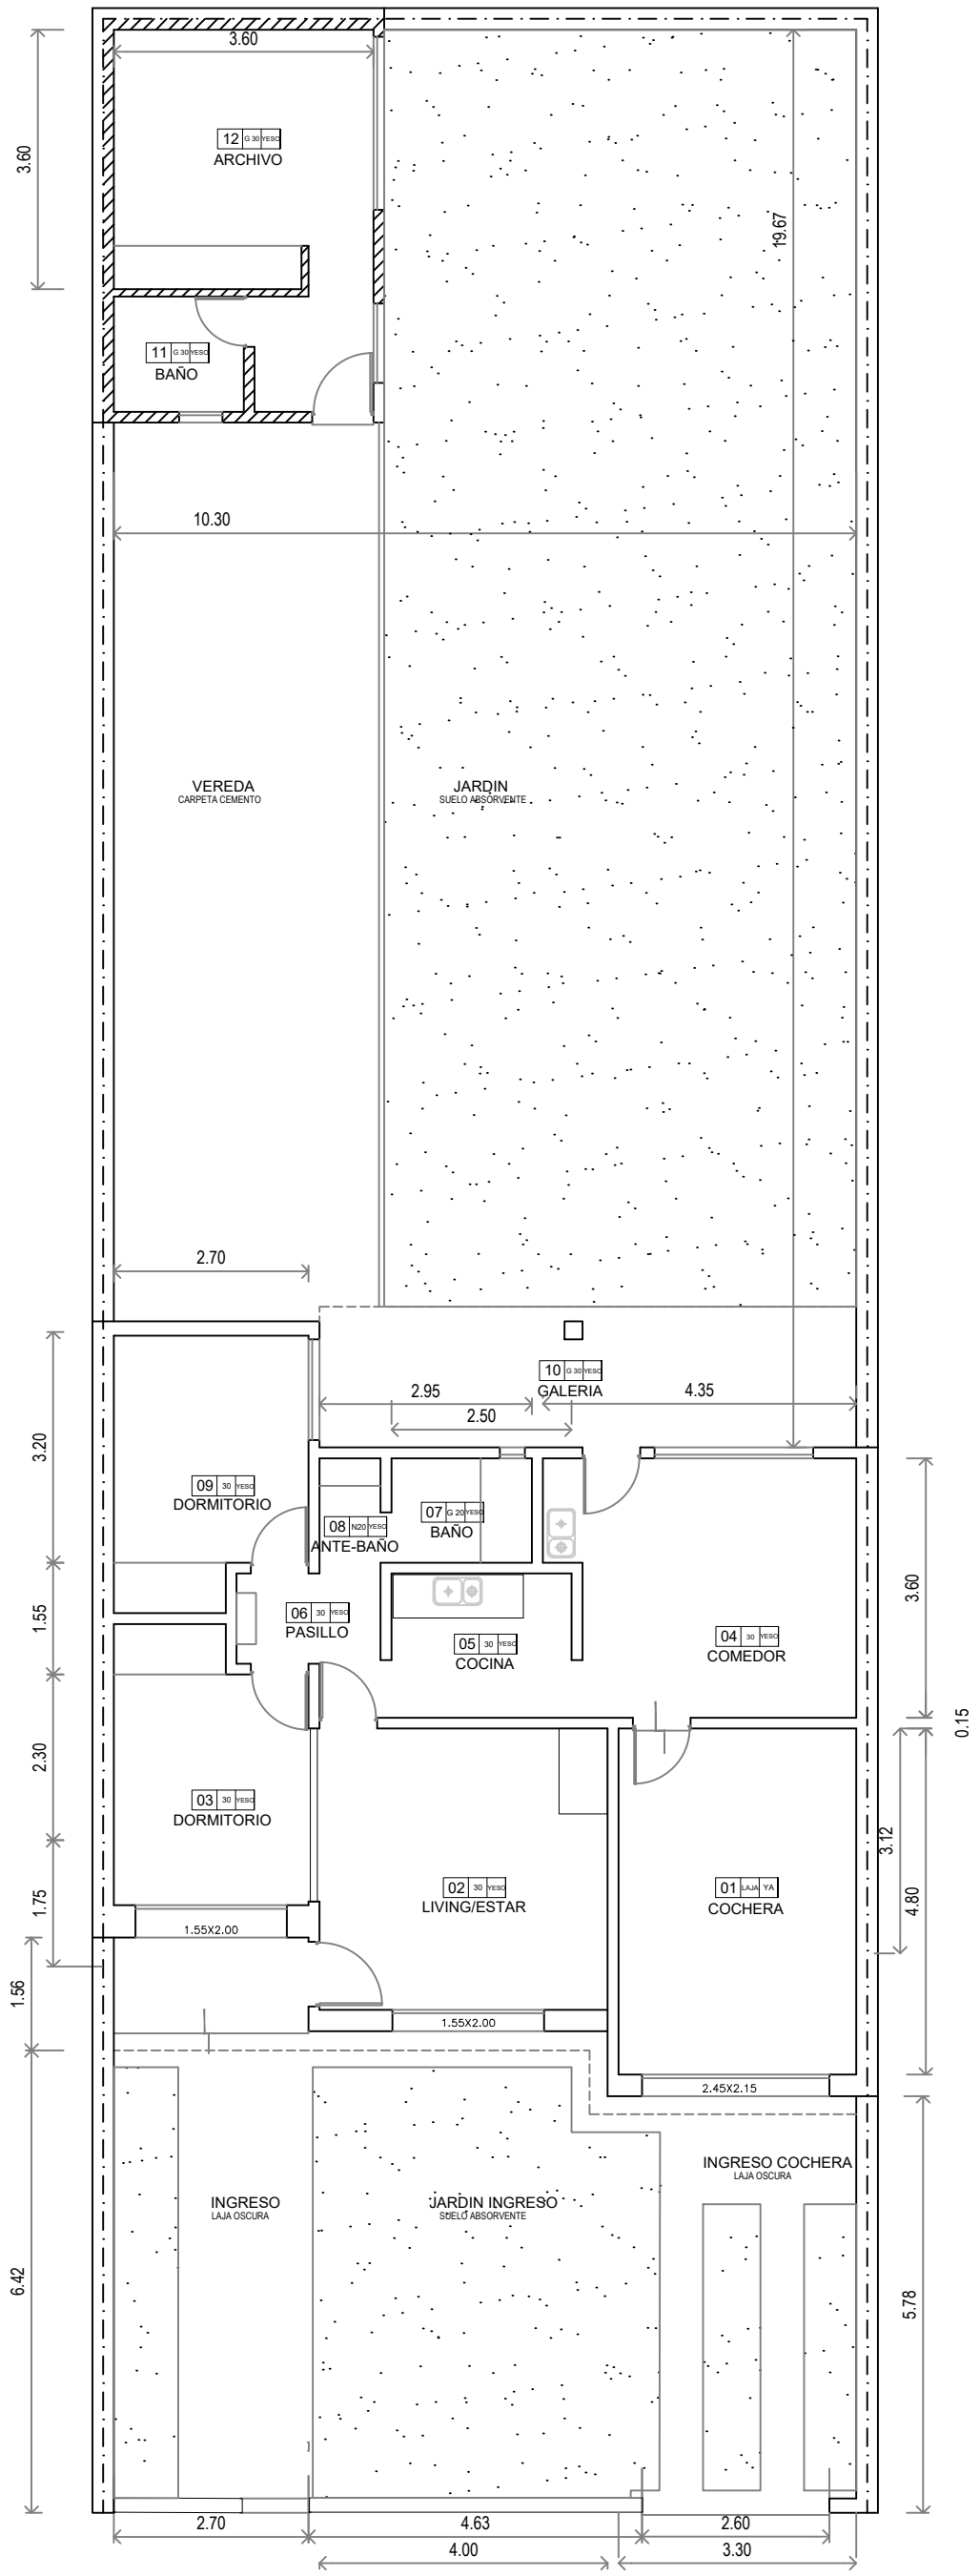 3.60
3.60
12 G 30 YESO
ARCHIVO
19.67
11 G 30 YESO
BAÑO
10.30
VEREDA
CARPETA CEMENTO
JARDIN
SUELO ABSORVENTE
2.70
10 G 30 YESO
GALERIA
2.95
4.35
2.50
3.20
09 30 YESO
DORMITORIO
07 G 20 YESO
BAÑO
08 N20 YESO
ANTE-BAÑO
3.60
1.55
06 30 YESO
PASILLO
05 30 YESO
COCINA
04 30 YESO
COMEDOR
0.15
2.30
03 30 YESO
DORMITORIO
3.12
02 30 YESO
LIVING/ESTAR
01 LAJA YA
COCHERA
4.80
1.75
1.55X2.00
1.56
1.55X2.00
2.45X2.15
INGRESO COCHERA
LAJA OSCURA
INGRESO
LAJA OSCURA
JARDIN INGRESO
SUELO ABSORVENTE
6.42
5.78
2.70
4.63
2.60
4.00
3.30